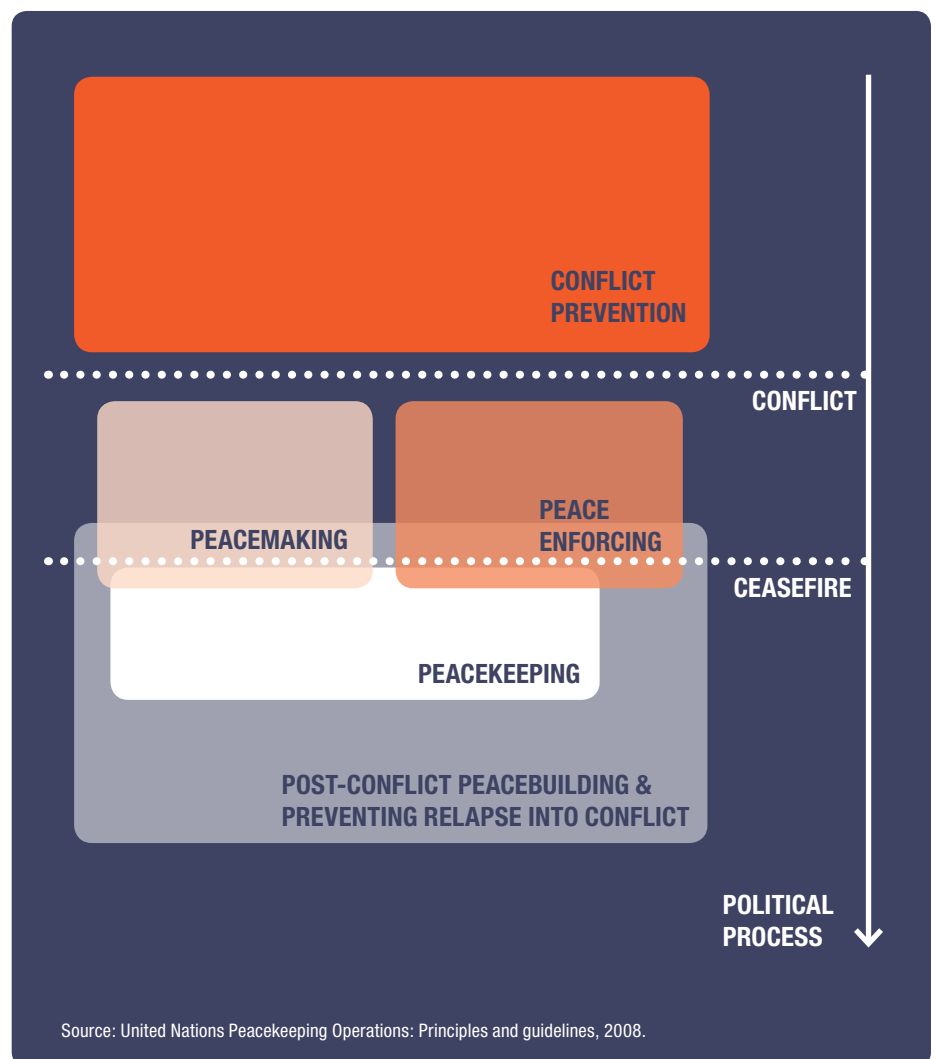 CONFLICT
PREVENTION
CONFLICT
PEACEMAKING
PEACE
ENFORCING
CEASEFIRE
PEACEKEEPING
POST-CONFLICT PEACEBUILDING &
PREVENTING RELAPSE INTO CONFLICT
POLITICAL
PROCESS
Source: United Nations Peacekeeping Operations: Principles and guidelines, 2008.